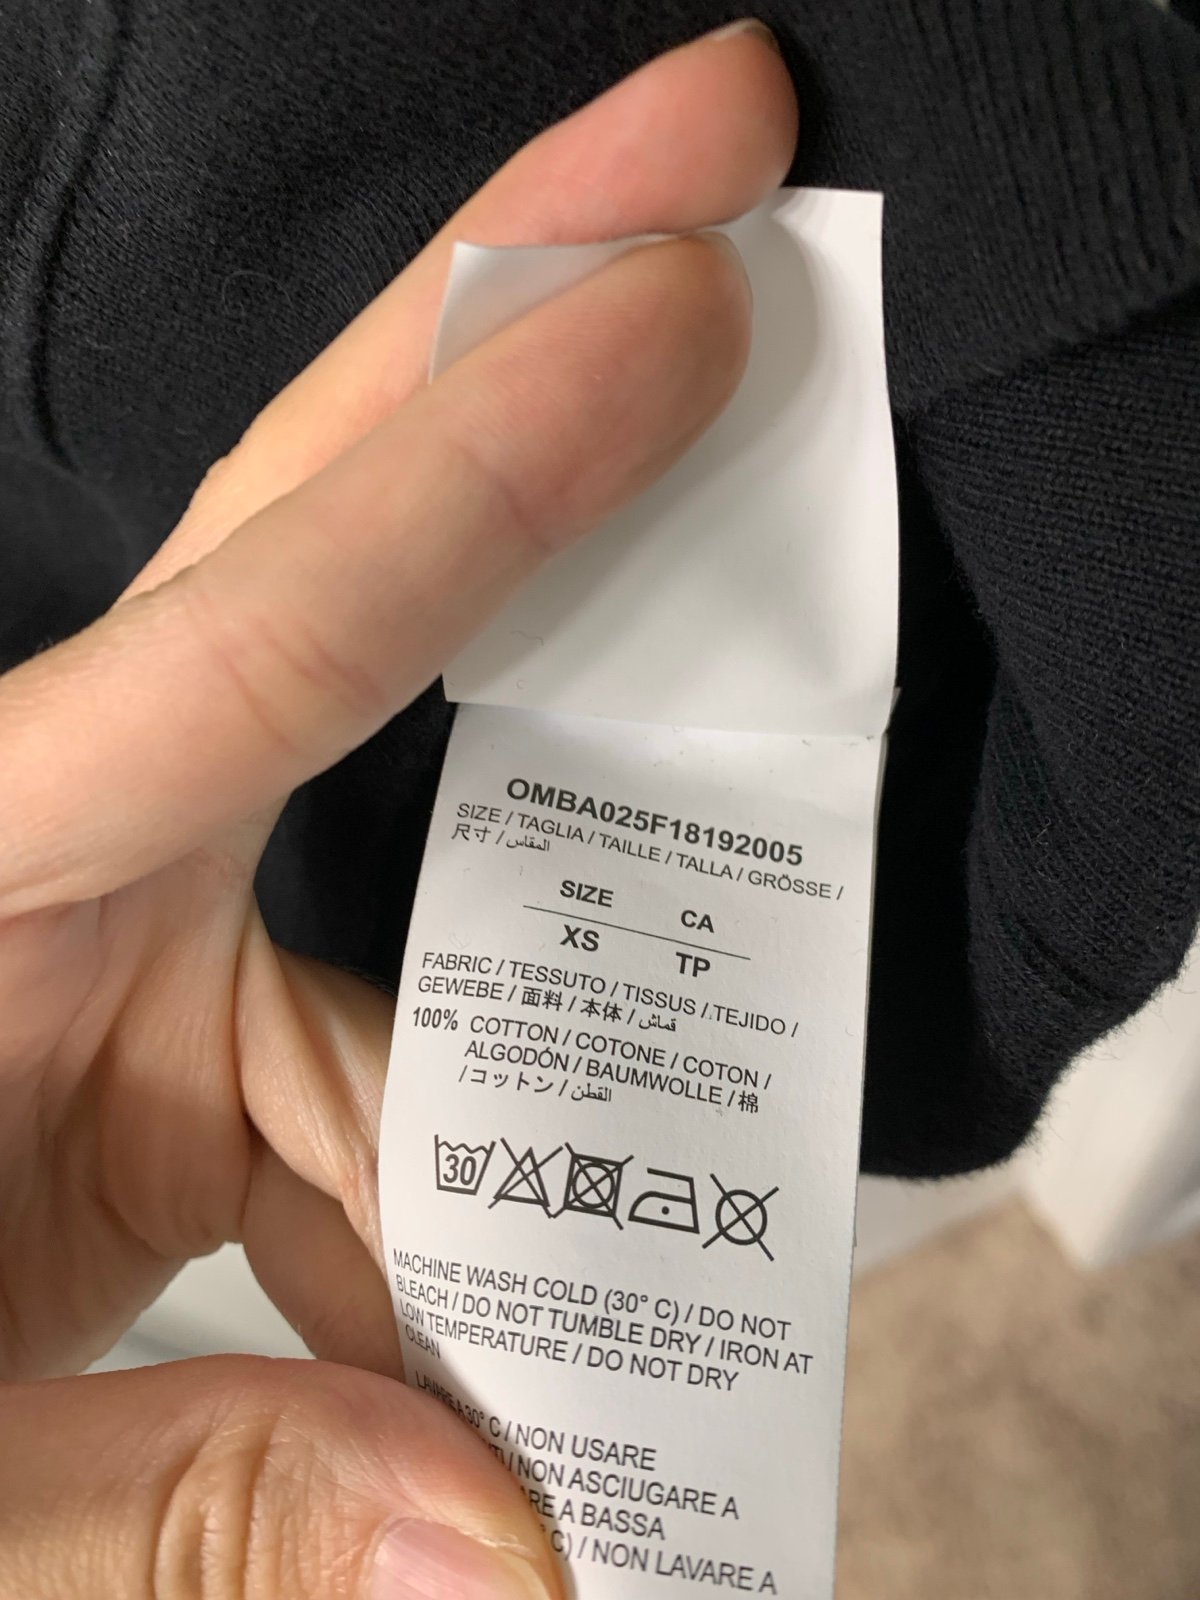 OMBA025F18192005
SIZE / TAGLIA / TAILLE / TALLA / GRÖSSE /
尺寸 / المقاس
SIZE CA
XS TP
FABRIC / TESSUTO / TISSUS / TEJIDO /
GEWEBE / 面料 / 本体 / قماش
100% COTTON / COTONE / COTON /
ALGODÓN / BAUMWOLLE / 棉
/ コットン / القطن
30
MACHINE WASH COLD (30° C) / DO NOT
BLEACH / DO NOT TUMBLE DRY / IRON AT
LOW TEMPERATURE / DO NOT DRY
CLEAN
LAVARE A 30° C / NON USARE
/ NON ASCIUGARE A
A BASSA
C) / NON LAVARE A